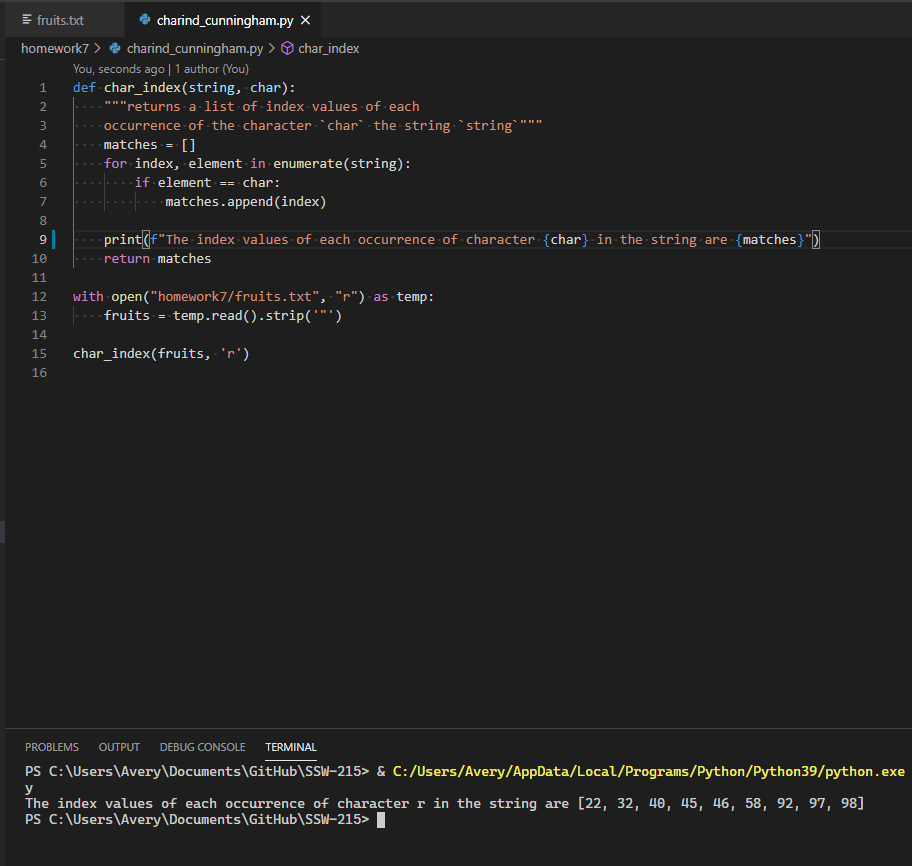 fruits.txt charind_cunningham.py
homework7 > charind_cunningham.py > char_index
You, seconds ago | 1 author (You)
1 def char_index(string, char):
2     """returns a list of index values of each
3     occurrence of the character `char` the string `string`"""
4     matches = []
5     for index, element in enumerate(string):
6         if element == char:
7             matches.append(index)
8
9     print(f"The index values of each occurrence of character {char} in the string are {matches}")
10     return matches
11
12 with open("homework7/fruits.txt", "r") as temp:
13     fruits = temp.read().strip('"')
14
15 char_index(fruits, 'r')
16
PROBLEMS OUTPUT DEBUG CONSOLE TERMINAL
PS C:\Users\Avery\Documents\GitHub\SSW-215> & C:/Users/Avery/AppData/Local/Programs/Python/Python39/python.exe
y
The index values of each occurrence of character r in the string are [22, 32, 40, 45, 46, 58, 92, 97, 98]
PS C:\Users\Avery\Documents\GitHub\SSW-215>